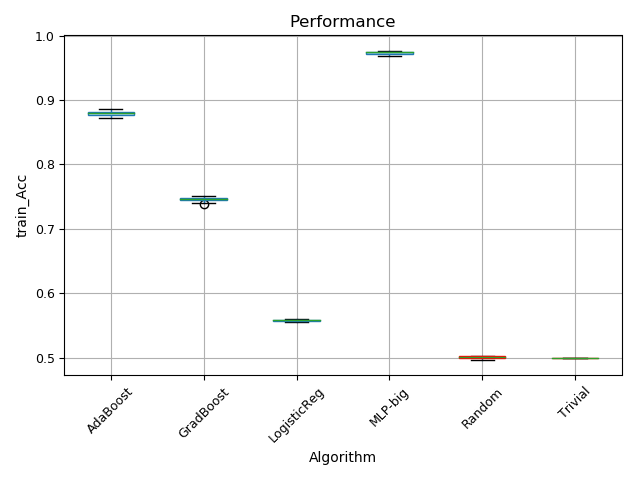 Performance
1.0
0.9
0.8
0.7
0.6
0.5
train_Acc
AdaBoost
GradBoost
LogisticReg
MLP-big
Random
Trivial
Algorithm